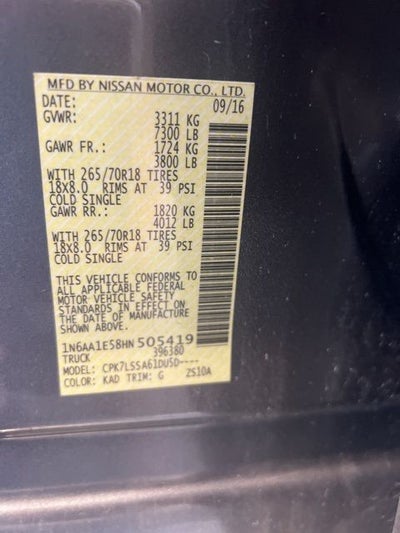 MFD BY NISSAN MOTOR CO., LTD.
DATE: 09/16
GVWR: 3311 KG
7300 LB
GAWR FR.: 1724 KG
3800 LB
WITH 265/70R18 TIRES
18X8.0 RIMS AT 39 PSI
COLD SINGLE
GAWR RR.: 1820 KG
4012 LB
WITH 265/70R18 TIRES
18X8.0 RIMS AT 39 PSI
COLD SINGLE
THIS VEHICLE CONFORMS TO
ALL APPLICABLE FEDERAL
MOTOR VEHICLE SAFETY
STANDARDS IN EFFECT ON
THE DATE OF MANUFACTURE
SHOWN ABOVE.
1N6AA1E58HN505419
TRUCK 396380
MODEL: CPK7LSSA61DU5D----
COLOR: KAD TRIM: G ZS10A